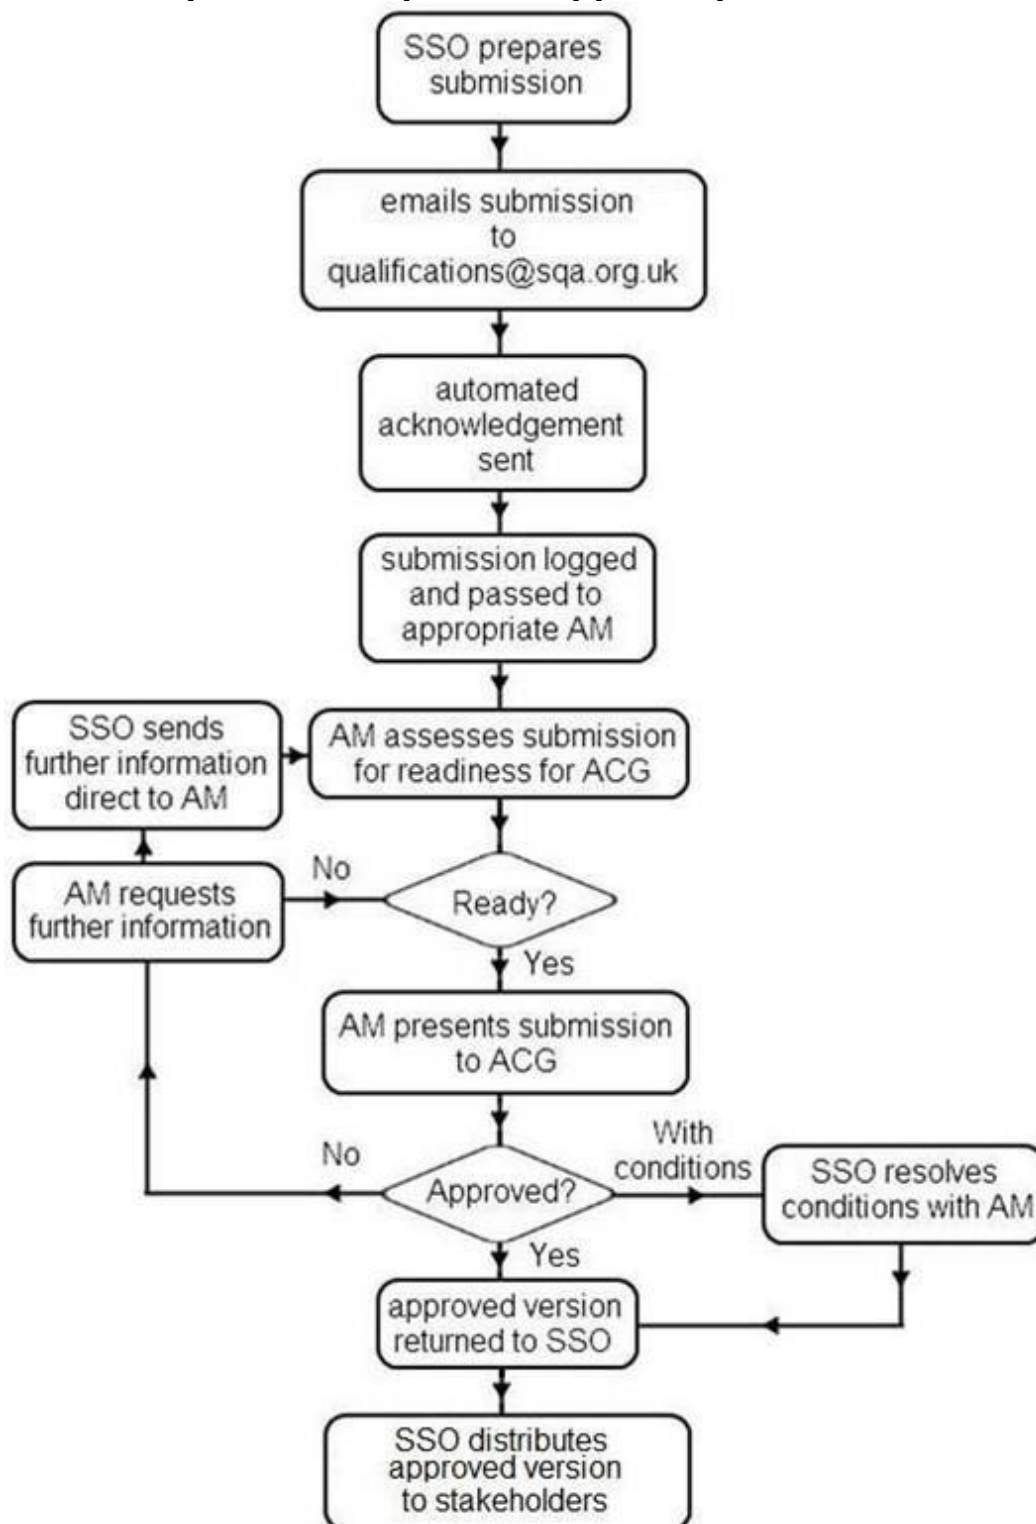 SSO prepares
submission
emails submission
to
qualifications@sqa.org.uk
automated
acknowledgement
sent
submission logged
and passed to
appropriate AM
SSO sends
further information
direct to AM
AM assesses submission
for readiness for ACG
AM requests
further information
No
Ready?
Yes
AM presents submission
to ACG
No
Approved?
With
conditions
SSO resolves
conditions with AM
Yes
approved version
returned to SSO
SSO distributes
approved version
to stakeholders